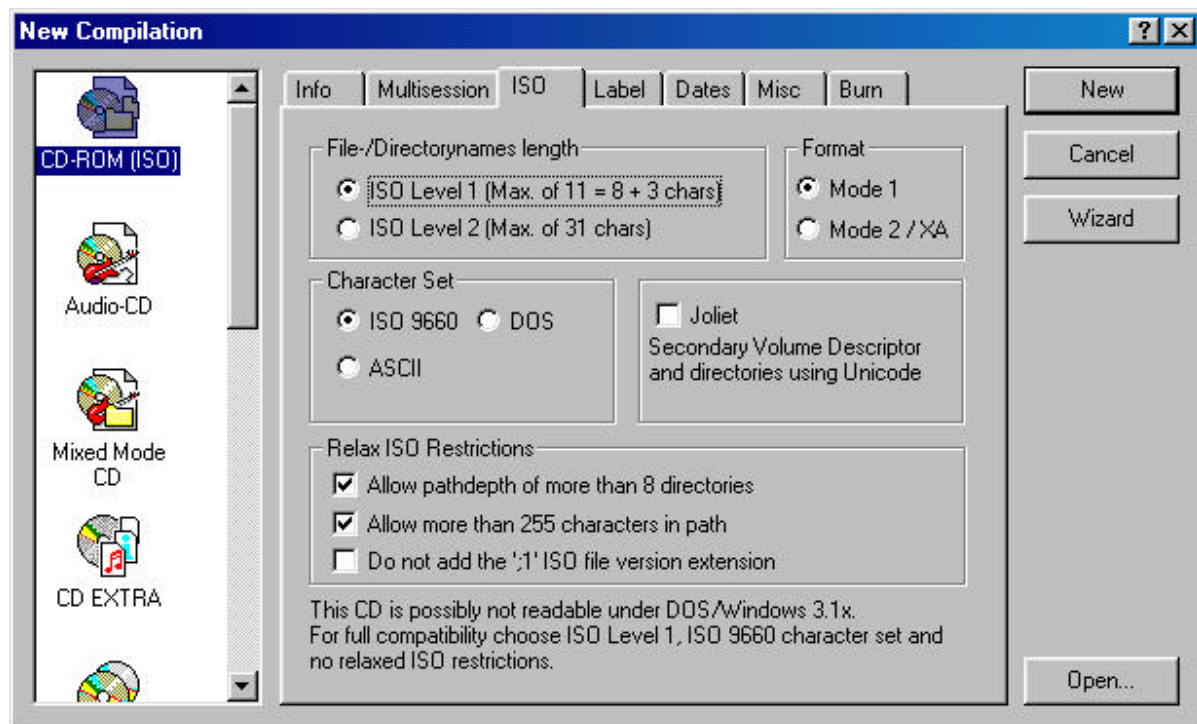 New Compilation
CD-ROM (ISO)
Audio-CD
Mixed Mode
CD
CD EXTRA
Info Multisession ISO Label Dates Misc Burn
File-/Directorynames length
ISO Level 1 (Max. of 11 = 8 + 3 chars)
ISO Level 2 (Max. of 31 chars)
Format
Mode 1
Mode 2 / XA
Character Set
ISO 9660 DOS
ASCII
Joliet
Secondary Volume Descriptor
and directories using Unicode
Relax ISO Restrictions
Allow pathdepth of more than 8 directories
Allow more than 255 characters in path
Do not add the ';1' ISO file version extension
This CD is possibly not readable under DOS/Windows 3.1x.
For full compatibility choose ISO Level 1, ISO 9660 character set and
no relaxed ISO restrictions.
New
Cancel
Wizard
Open...